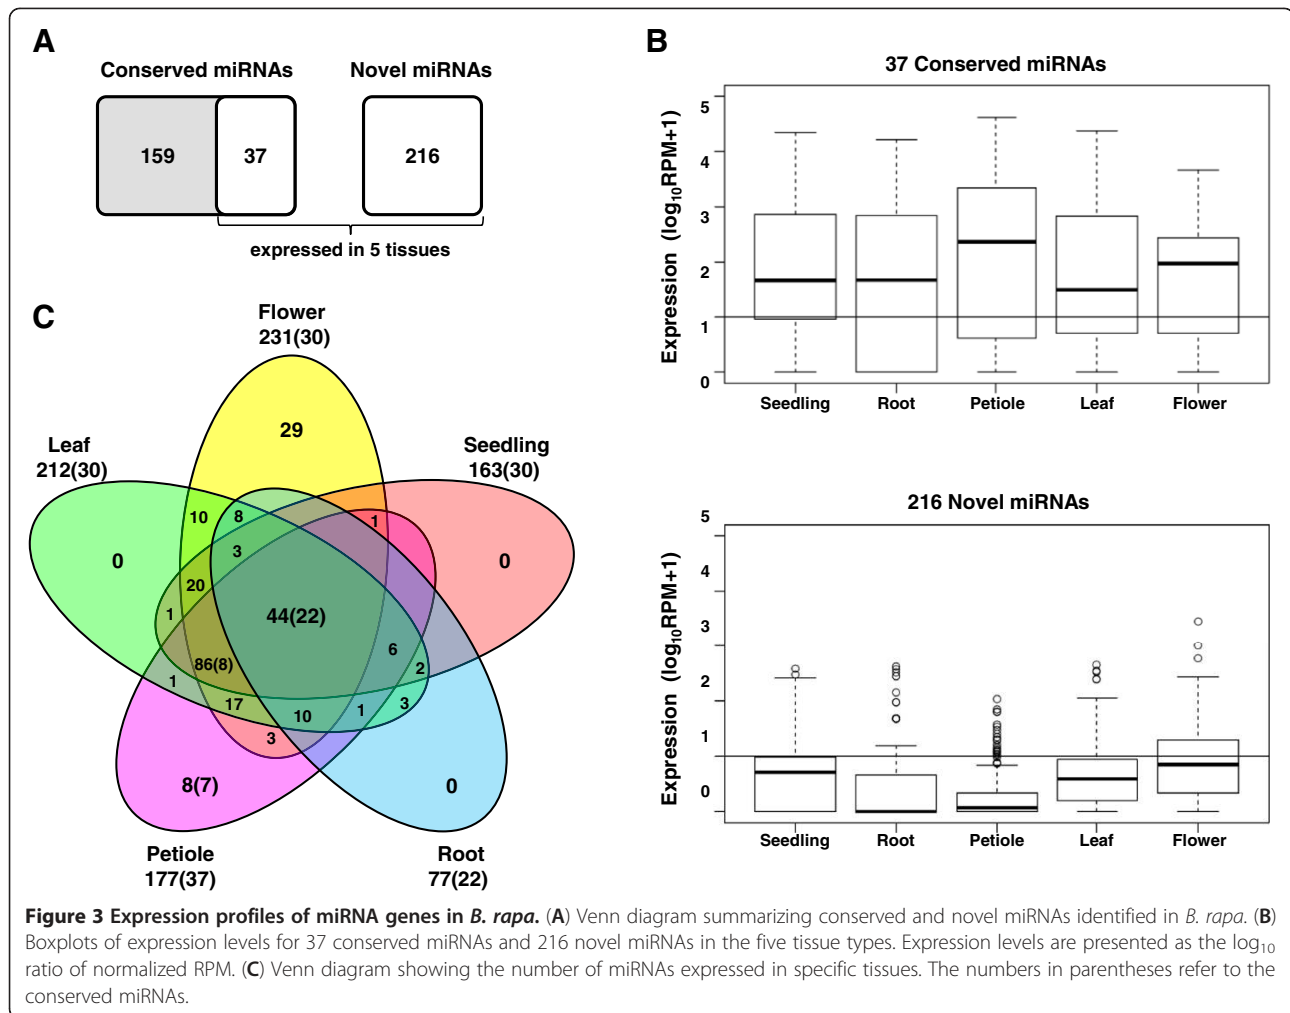 A
Conserved miRNAs
Novel miRNAs
159
37
216
expressed in 5 tissues
B
37 Conserved miRNAs
Expression (log₁₀RPM+1)
5
4
3
2
1
0
Seedling
Root
Petiole
Leaf
Flower
216 Novel miRNAs
Expression (log₁₀RPM+1)
5
4
3
2
1
0
Seedling
Root
Petiole
Leaf
Flower
C
Flower
231(30)
Leaf
212(30)
Seedling
163(30)
29
10
8
1
3
0
0
20
1
44(22)
6
86(8)
2
1
17
10
1
3
3
8(7)
0
Petiole
177(37)
Root
77(22)
Figure 3 Expression profiles of miRNA genes in B. rapa. (A) Venn diagram summarizing conserved and novel miRNAs identified in B. rapa. (B)
Boxplots of expression levels for 37 conserved miRNAs and 216 novel miRNAs in the five tissue types. Expression levels are presented as the log₁₀
ratio of normalized RPM. (C) Venn diagram showing the number of miRNAs expressed in specific tissues. The numbers in parentheses refer to the
conserved miRNAs.